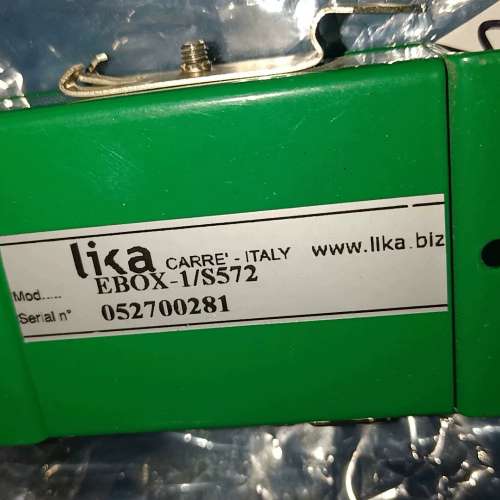 lika CARRE' - ITALY www.lika.biz
Mod..... EBOX-1/S572
Serial n° 052700281